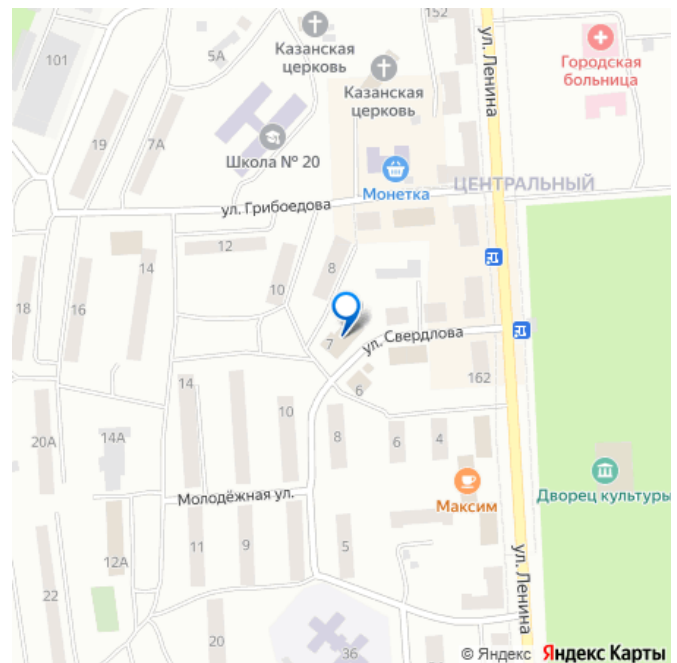 152
101
5А
Казанская
церковь
ул. Ленина
Городская
больница
Казанская
церковь
19
7А
Школа № 20
Монетка
ЦЕНТРАЛЬНЫЙ
ул. Грибоедова
12
8
14
10
18
16
7
ул. Свердлова
162
14
6
10
20А
14А
8
6
4
Максим
Дворец культуры
Молодёжная ул.
11
9
5
12А
ул. Ленина
22
20
36
© Яндекс Яндекс Карты